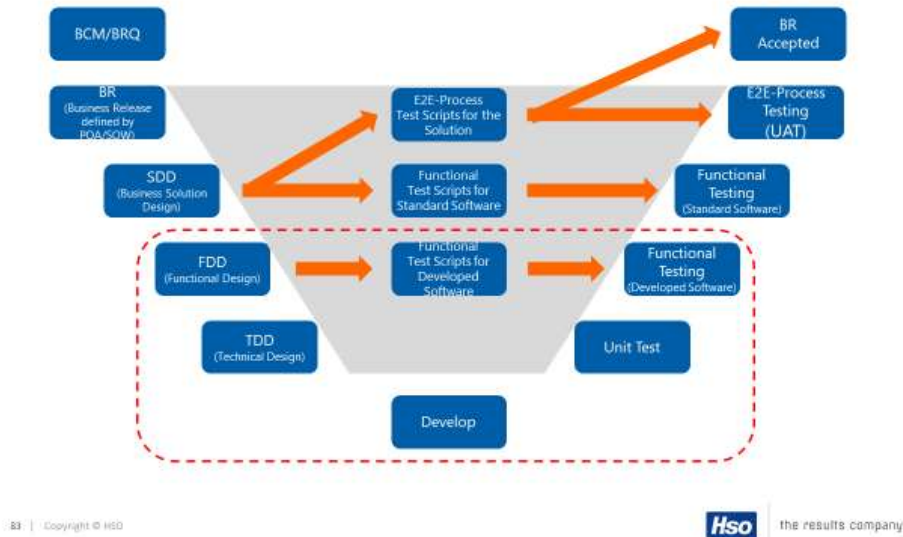 BCM/BRQ
BR
Accepted
BR
(Business Release
defined by
POA/SOW)
E2E-Process
Test Scripts for the
Solution
E2E-Process
Testing
(UAT)
SDD
(Business Solution
Design)
Functional
Test Scripts for
Standard Software
Functional
Testing
(Standard Software)
FDD
(Functional Design)
Functional
Test Scripts for
Developed
Software
Functional
Testing
(Developed Software)
TDD
(Technical Design)
Unit Test
Develop
83 | Copyright © HSO
Hso | the results company